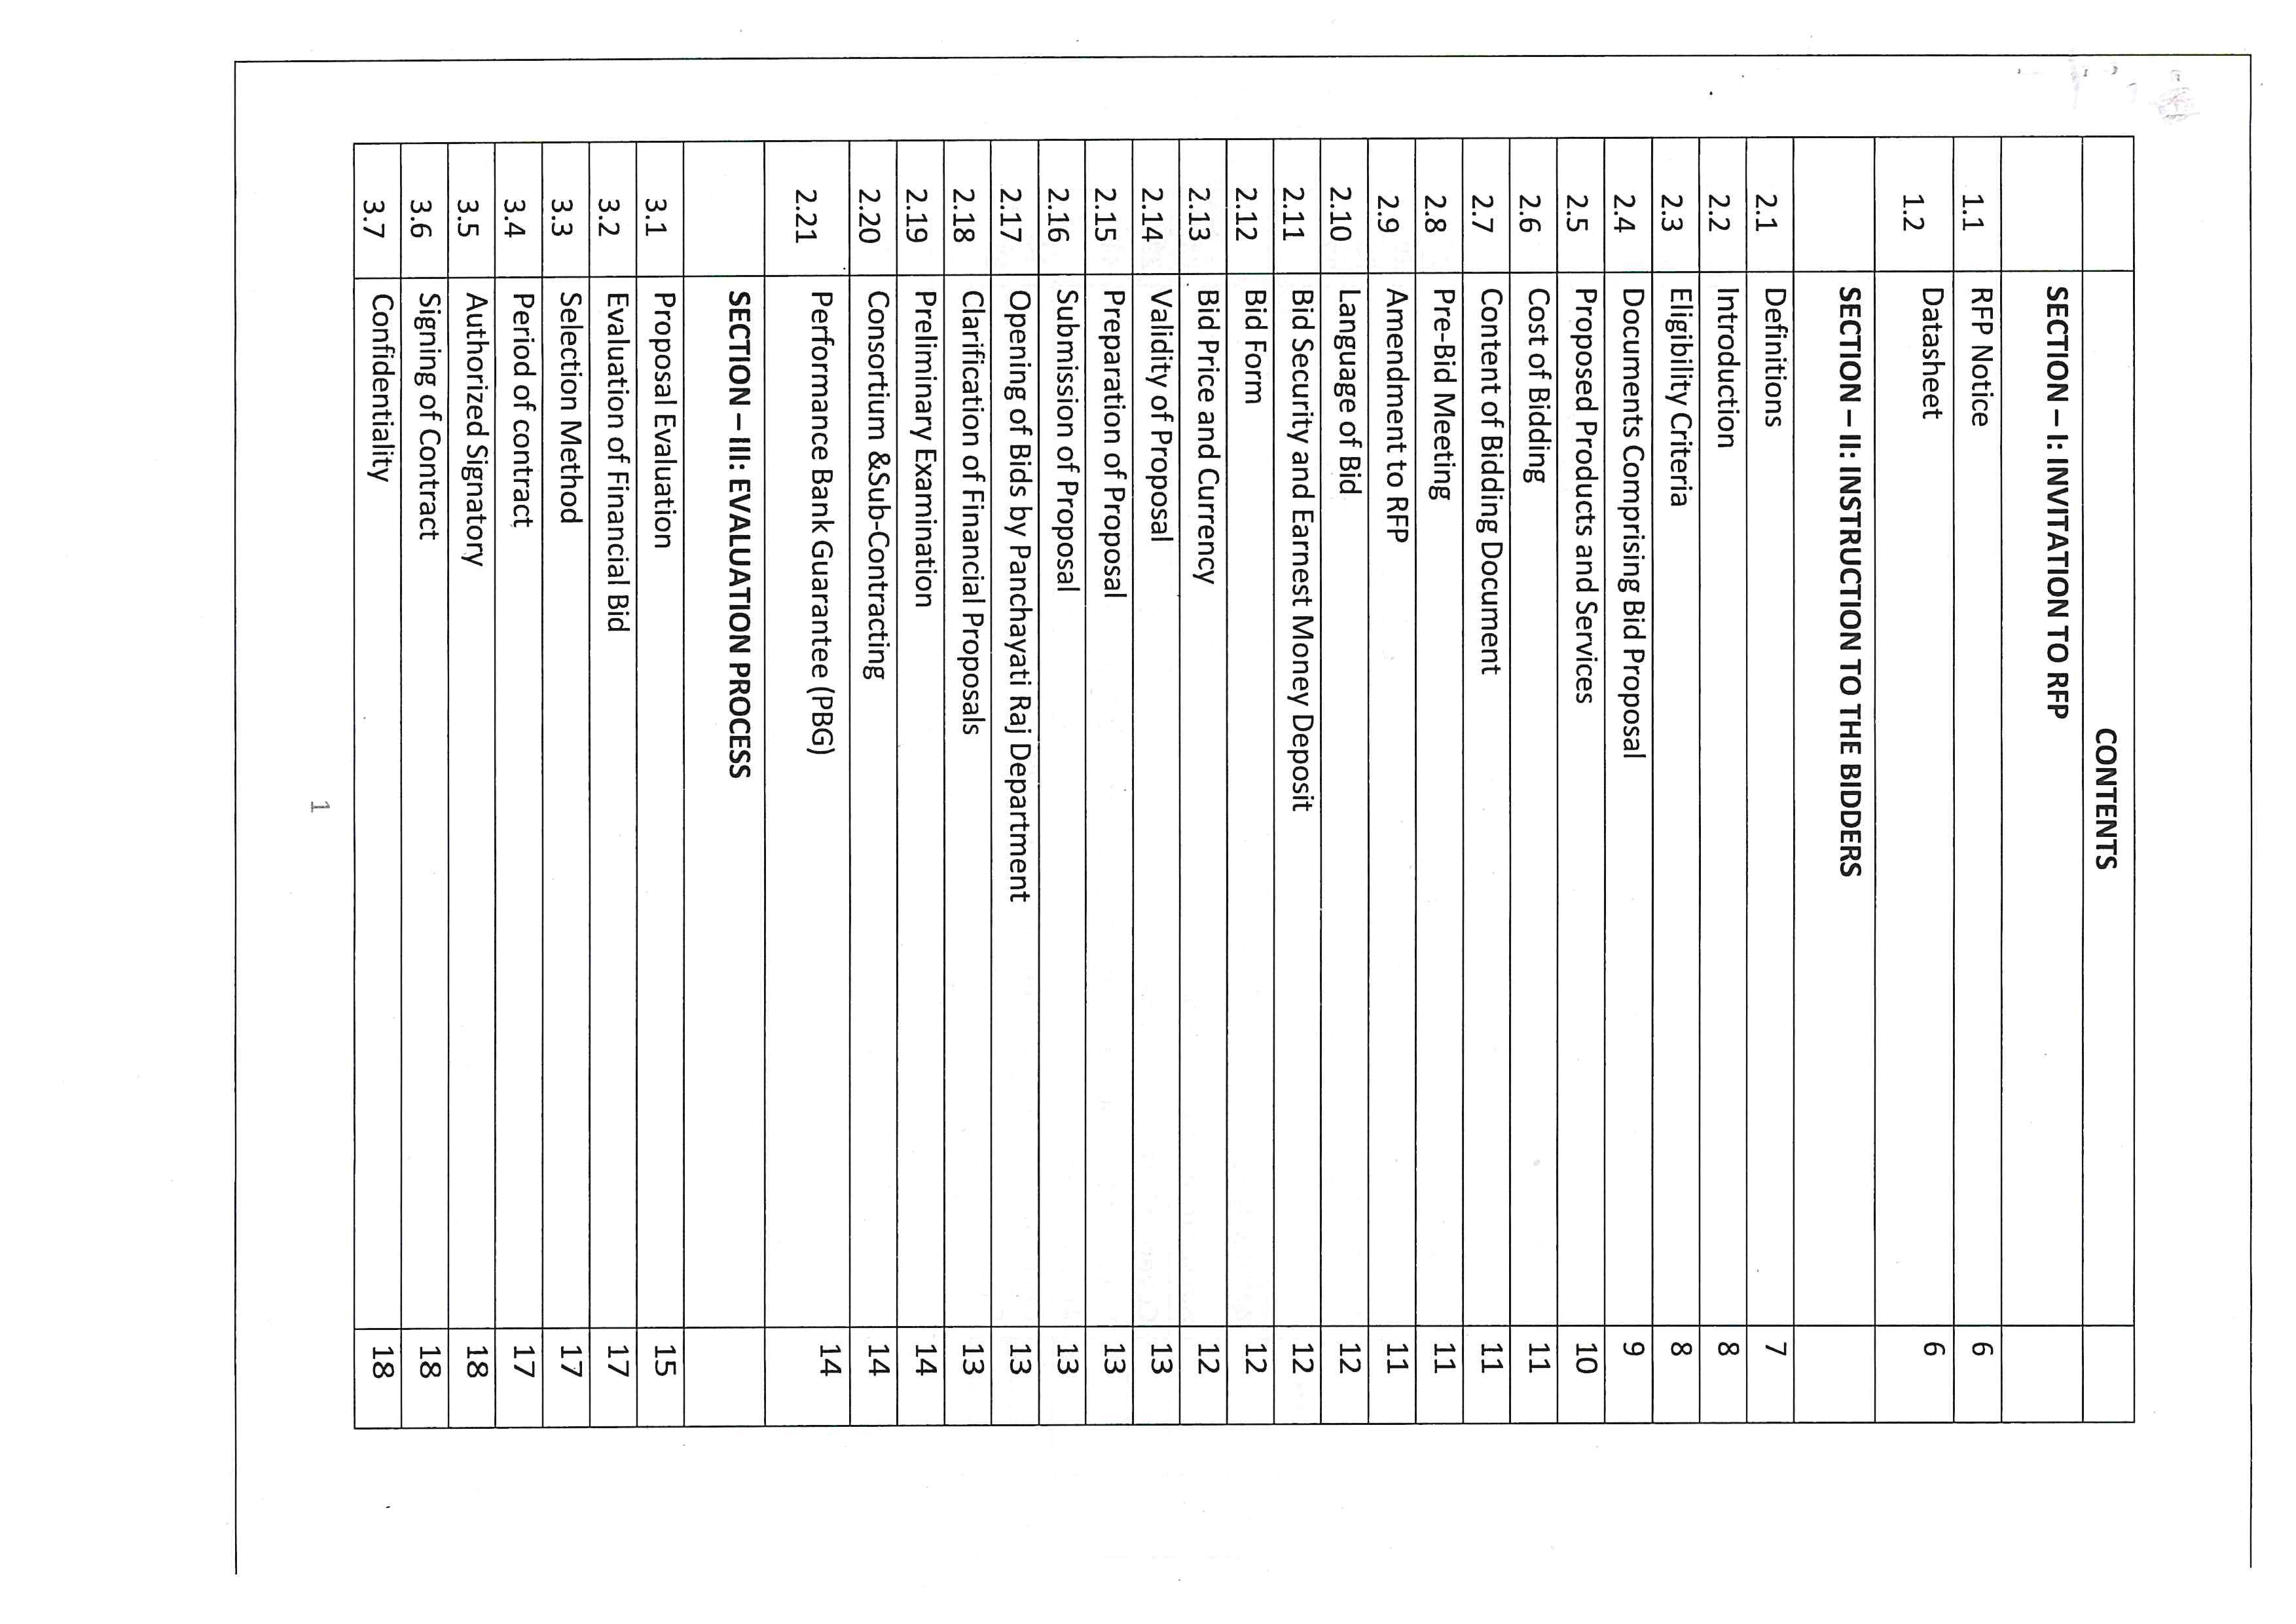 CONTENTS
SECTION – I: INVITATION TO RFP
1.1 RFP Notice 6
1.2 Datasheet 6
SECTION – II: INSTRUCTION TO THE BIDDERS
2.1 Definitions 7
2.2 Introduction 8
2.3 Eligibility Criteria 8
2.4 Documents Comprising Bid Proposal 9
2.5 Proposed Products and Services 10
2.6 Cost of Bidding 11
2.7 Content of Bidding Document 11
2.8 Pre-Bid Meeting 11
2.9 Amendment to RFP 11
2.10 Language of Bid 12
2.11 Bid Security and Earnest Money Deposit 12
2.12 Bid Form 12
2.13 Bid Price and Currency 12
2.14 Validity of Proposal 13
2.15 Preparation of Proposal 13
2.16 Submission of Proposal 13
2.17 Opening of Bids by Panchayati Raj Department 13
2.18 Clarification of Financial Proposals 13
2.19 Preliminary Examination 14
2.20 Consortium &Sub-Contracting 14
2.21 Performance Bank Guarantee (PBG) 14
SECTION – III: EVALUATION PROCESS
3.1 Proposal Evaluation 15
3.2 Evaluation of Financial Bid 17
3.3 Selection Method 17
3.4 Period of contract 17
3.5 Authorized Signatory 18
3.6 Signing of Contract 18
3.7 Confidentiality 18
1